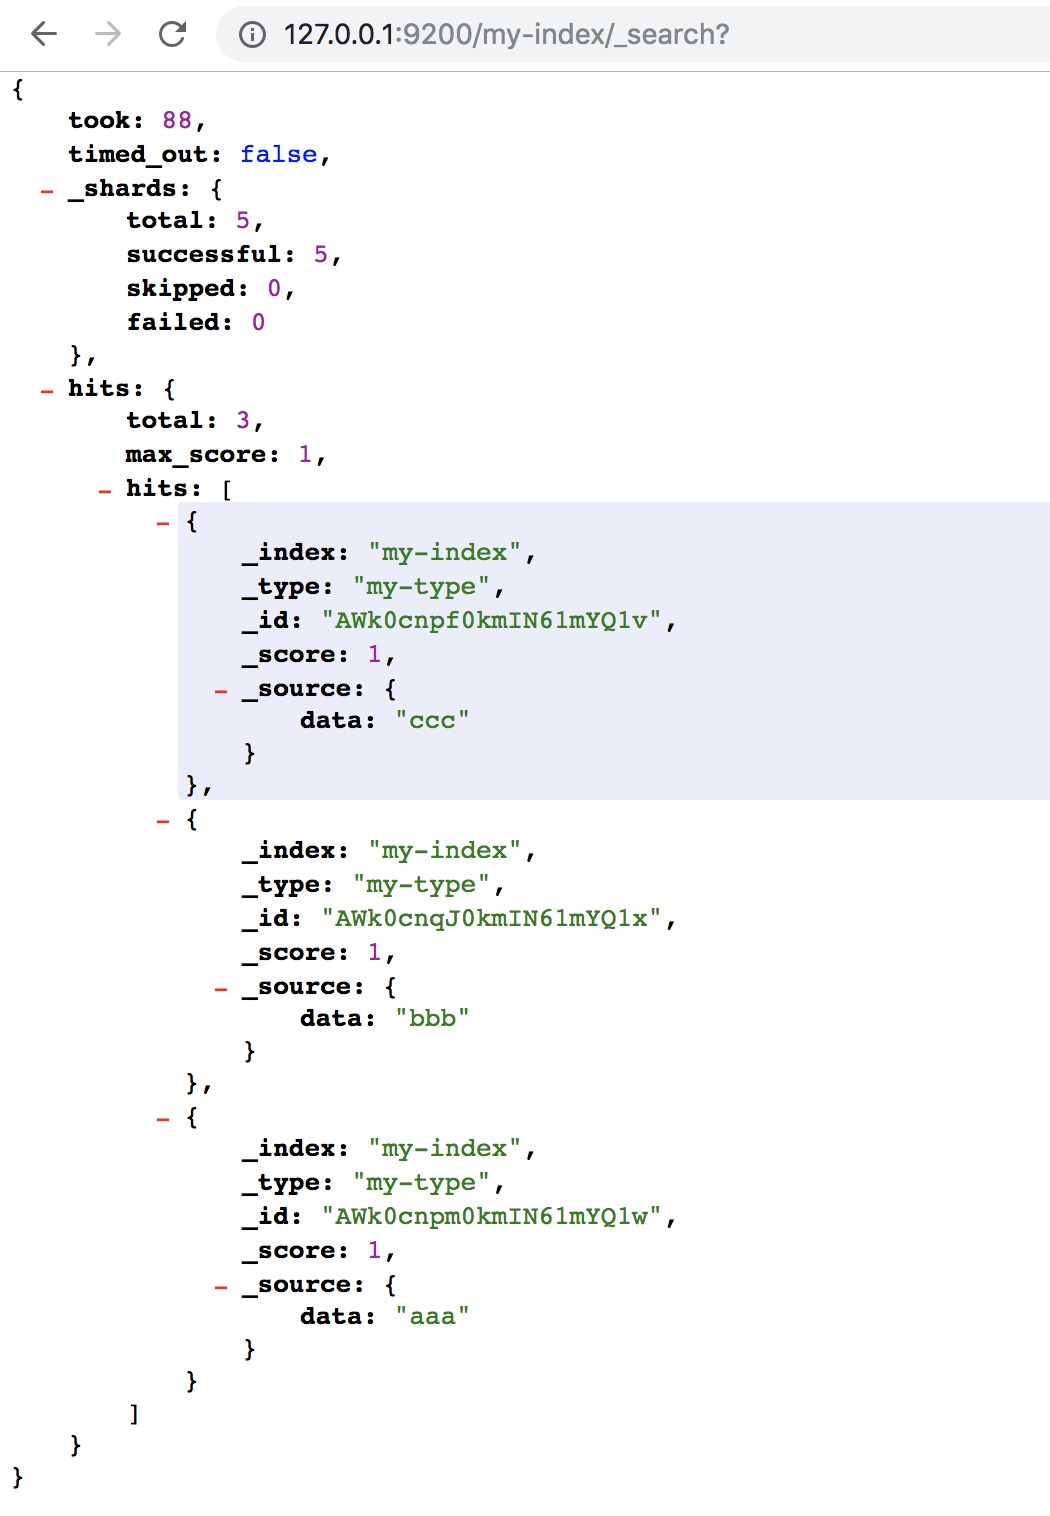 127.0.0.1:9200/my-index/_search?
{
took: 88,
timed_out: false,
- _shards: {
total: 5,
successful: 5,
skipped: 0,
failed: 0
},
- hits: {
total: 3,
max_score: 1,
- hits: [
- {
_index: "my-index",
_type: "my-type",
_id: "AWk0cnpf0kmIN61mYQ1v",
_score: 1,
- _source: {
data: "ccc"
}
},
- {
_index: "my-index",
_type: "my-type",
_id: "AWk0cnqJ0kmIN61mYQ1x",
_score: 1,
- _source: {
data: "bbb"
}
},
- {
_index: "my-index",
_type: "my-type",
_id: "AWk0cnpm0kmIN61mYQ1w",
_score: 1,
- _source: {
data: "aaa"
}
}
]
}
}